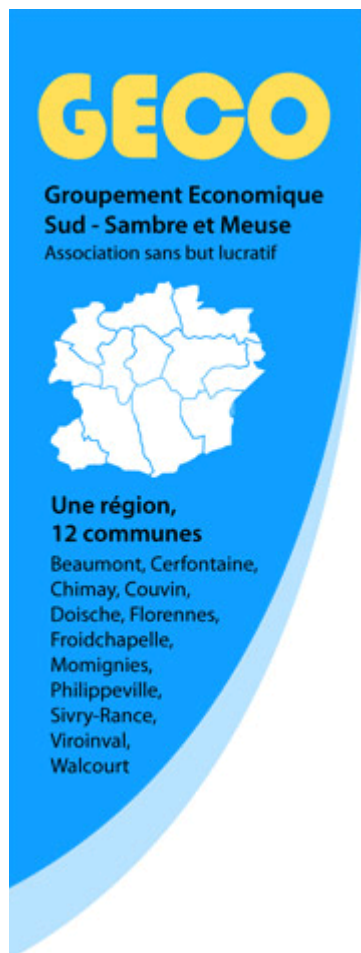 GECO
Groupement Economique
Sud - Sambre et Meuse
Association sans but lucratif
Une région,
12 communes
Beaumont, Cerfontaine,
Chimay, Couvin,
Doische, Florennes,
Froidchapelle,
Momignies,
Philippeville,
Sivry-Rance,
Viroinval,
Walcourt